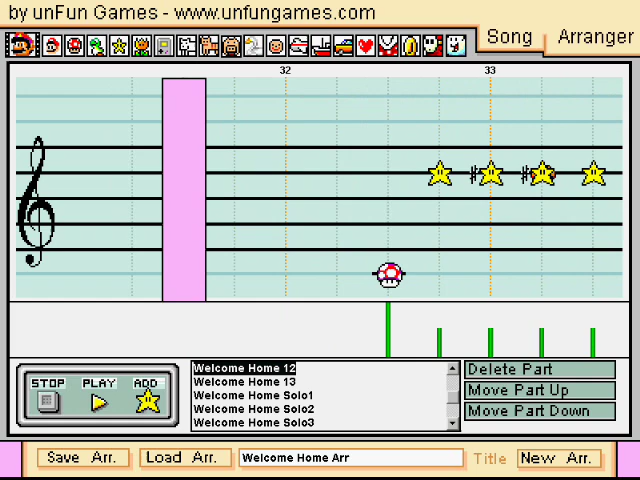 by unFun Games - www.unfungames.com
Song Arranger
32 33
STOP PLAY ADD
Welcome Home 12
Welcome Home 13
Welcome Home Solo1
Welcome Home Solo2
Welcome Home Solo3
Delete Part
Move Part Up
Move Part Down
Save Arr. Load Arr. Welcome Home Arr Title New Arr.